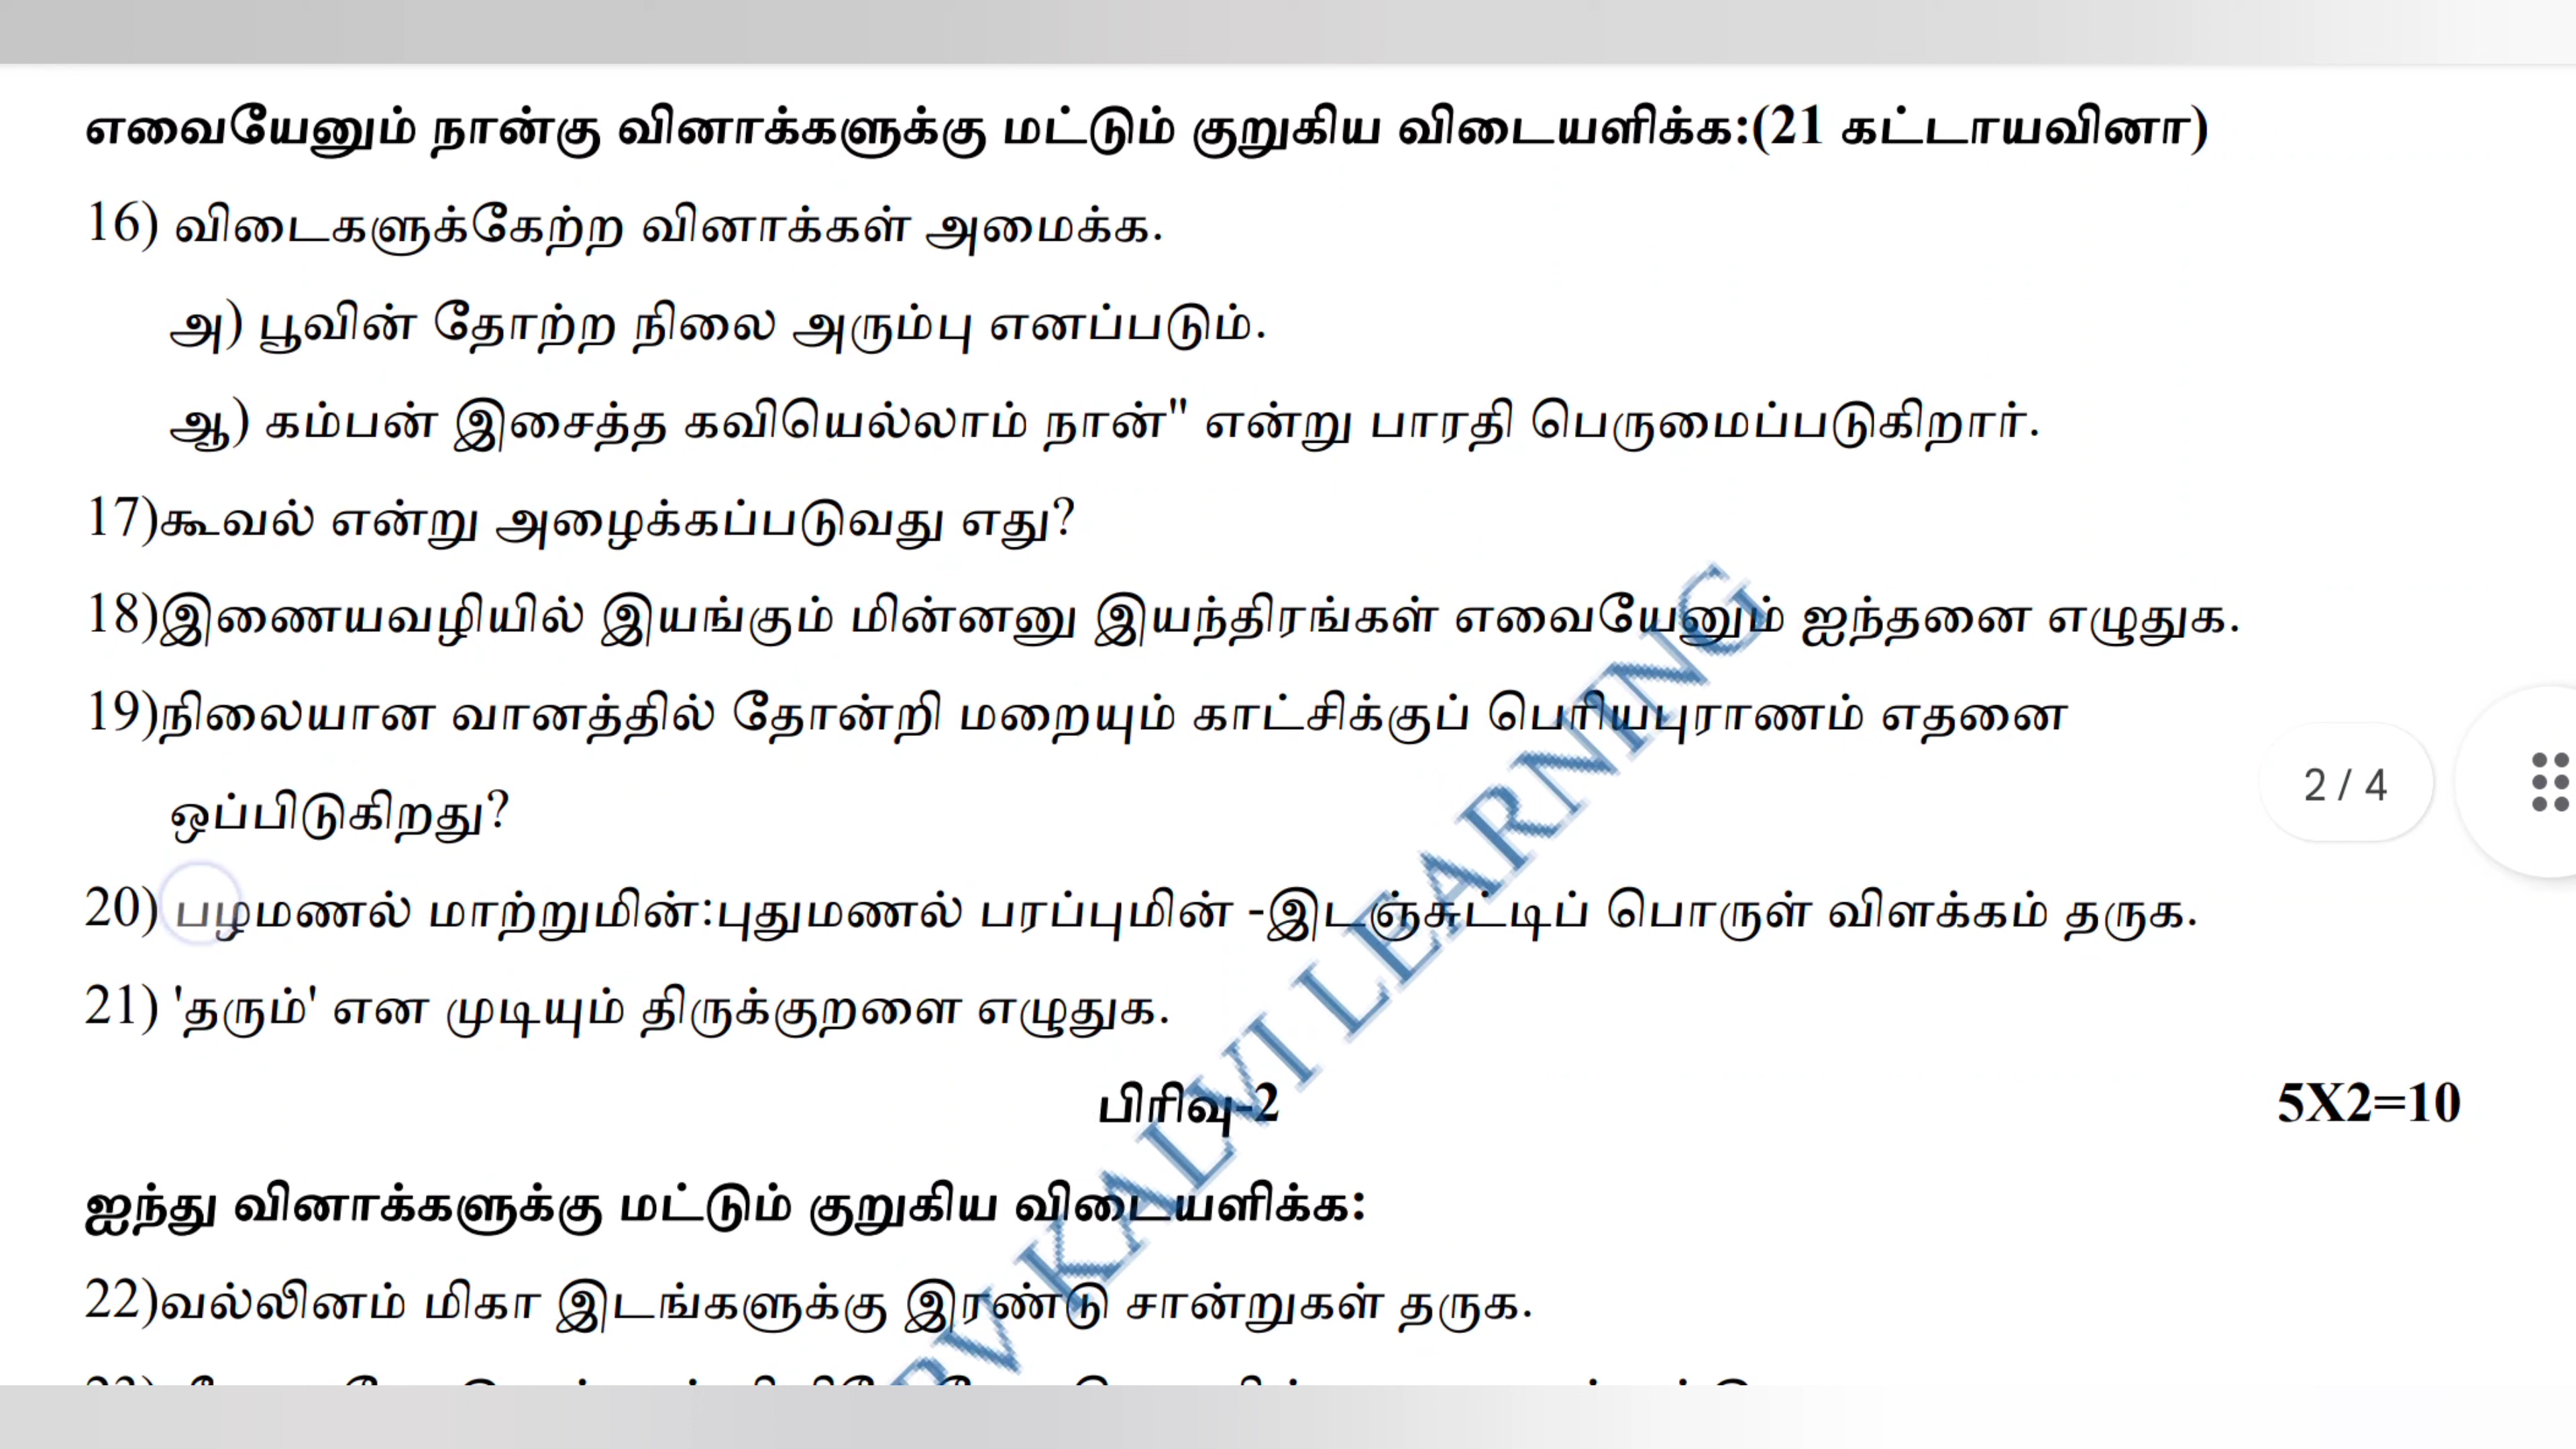 எவையேனும் நான்கு வினாக்களுக்கு மட்டும் குறுகிய விடையளிக்க:(21 கட்டாயவினா)
16) விடைகளுக்கேற்ற வினாக்கள் அமைக்க.
அ) பூவின் தோற்ற நிலை அரும்பு எனப்படும்.
ஆ) கம்பன் இசைத்த கவியெல்லாம் நான்" என்று பாரதி பெருமைப்படுகிறார்.
17)கூவல் என்று அழைக்கப்படுவது எது?
18)இணையவழியில் இயங்கும் மின்னனு இயந்திரங்கள் எவையேனும் ஐந்தனை எழுதுக.
19)நிலையான வானத்தில் தோன்றி மறையும் காட்சிக்குப் பெரியபுராணம் எதனை
ஒப்பிடுகிறது?
2 / 4
20) பழமணல் மாற்றுமின்:புதுமணல் பரப்புமின் -இடஞ்சுட்டிப் பொருள் விளக்கம் தருக.
21) 'தரும்' என முடியும் திருக்குறளை எழுதுக.
பிரிவு-2 5X2=10
ஐந்து வினாக்களுக்கு மட்டும் குறுகிய விடையளிக்க:
22)வல்லினம் மிகா இடங்களுக்கு இரண்டு சான்றுகள் தருக.
KALVI LEARNING